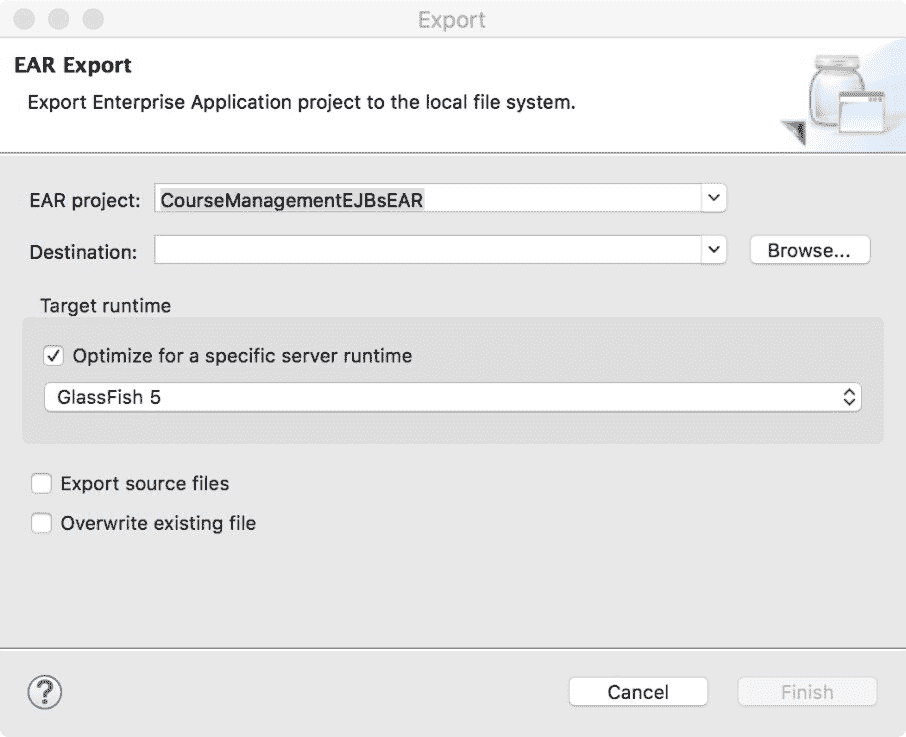 Export
EAR Export
Export Enterprise Application project to the local file system.
EAR project: CourseManagementEJBsEAR
Destination: Browse...
Target runtime
Optimize for a specific server runtime
GlassFish 5
Export source files
Overwrite existing file
? Cancel Finish